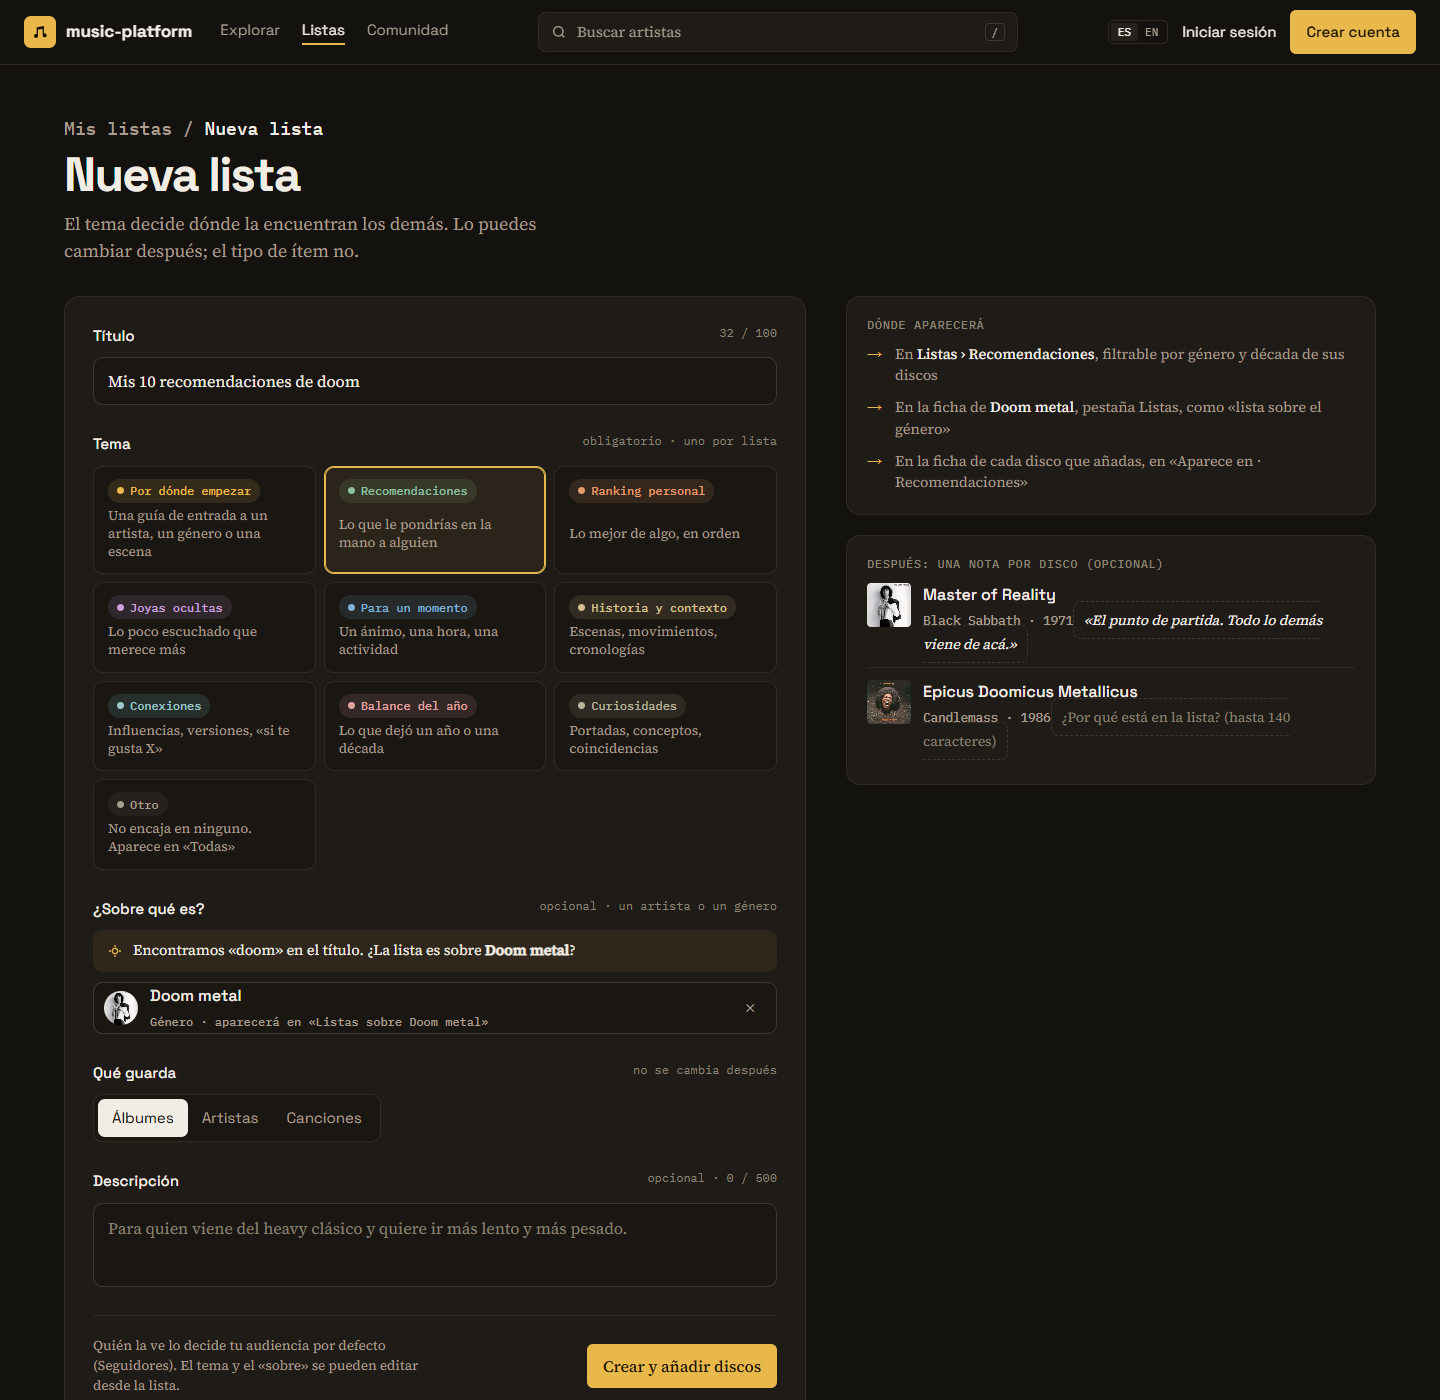 music-platform
Explorar
Listas
Comunidad
Buscar artistas
/
ES
EN
Iniciar sesión
Crear cuenta
Mis listas / Nueva lista
Nueva lista
El tema decide dónde la encuentran los demás. Lo puedes
cambiar después; el tipo de ítem no.
Título
32 / 100
Mis 10 recomendaciones de doom
Tema
obligatorio · uno por lista
Por dónde empezar
Una guía de entrada a un
artista, un género o una
escena
Recomendaciones
Lo que le pondrías en la
mano a alguien
Ranking personal
Lo mejor de algo, en orden
Joyas ocultas
Lo poco escuchado que
merece más
Para un momento
Un ánimo, una hora, una
actividad
Historia y contexto
Escenas, movimientos,
cronologías
Conexiones
Influencias, versiones, «si te
gusta X»
Balance del año
Lo que dejó un año o una
década
Curiosidades
Portadas, conceptos,
coincidencias
Otro
No encaja en ninguno.
Aparece en «Todas»
¿Sobre qué es?
opcional · un artista o un género
Encontramos «doom» en el título. ¿La lista es sobre Doom metal?
Doom metal
Género · aparecerá en «Listas sobre Doom metal»
×
Qué guarda
no se cambia después
Álbumes
Artistas
Canciones
Descripción
opcional · 0 / 500
Para quien viene del heavy clásico y quiere ir más lento y más pesado.
Quién la ve lo decide tu audiencia por defecto
(Seguidores). El tema y el «sobre» se pueden editar
desde la lista.
Crear y añadir discos
DÓNDE APARECERÁ
→ En Listas › Recomendaciones, filtrable por género y década de sus
discos
→ En la ficha de Doom metal, pestaña Listas, como «lista sobre el
género»
→ En la ficha de cada disco que añadas, en «Aparece en ·
Recomendaciones»
DESPUÉS: UNA NOTA POR DISCO (OPCIONAL)
Master of Reality
Black Sabbath · 1971 «El punto de partida. Todo lo demás
viene de acá.»
Epicus Doomicus Metallicus
Candlemass · 1986 ¿Por qué está en la lista? (hasta 140
caracteres)